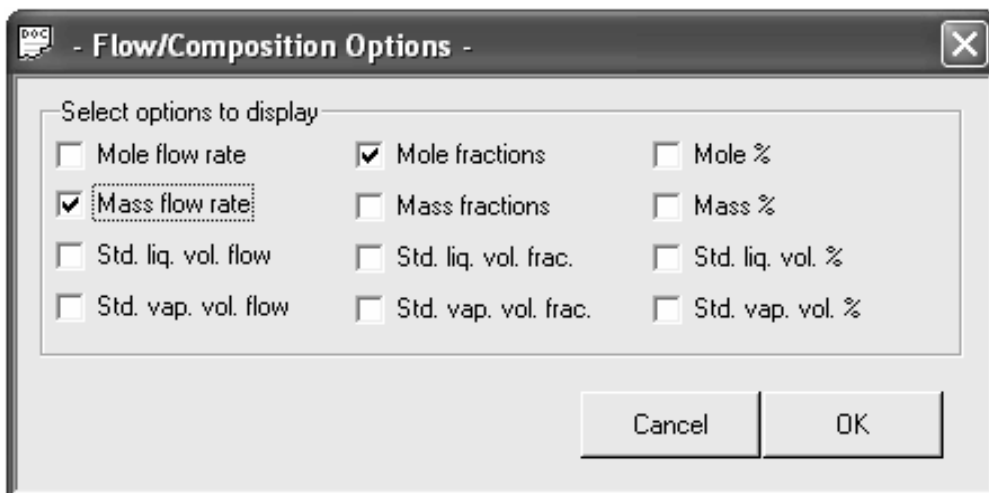 DOC
- Flow/Composition Options -
Select options to display
Mole flow rate
Mole fractions
Mole %
Mass flow rate
Mass fractions
Mass %
Std. liq. vol. flow
Std. liq. vol. frac.
Std. liq. vol. %
Std. vap. vol. flow
Std. vap. vol. frac.
Std. vap. vol. %
Cancel
OK